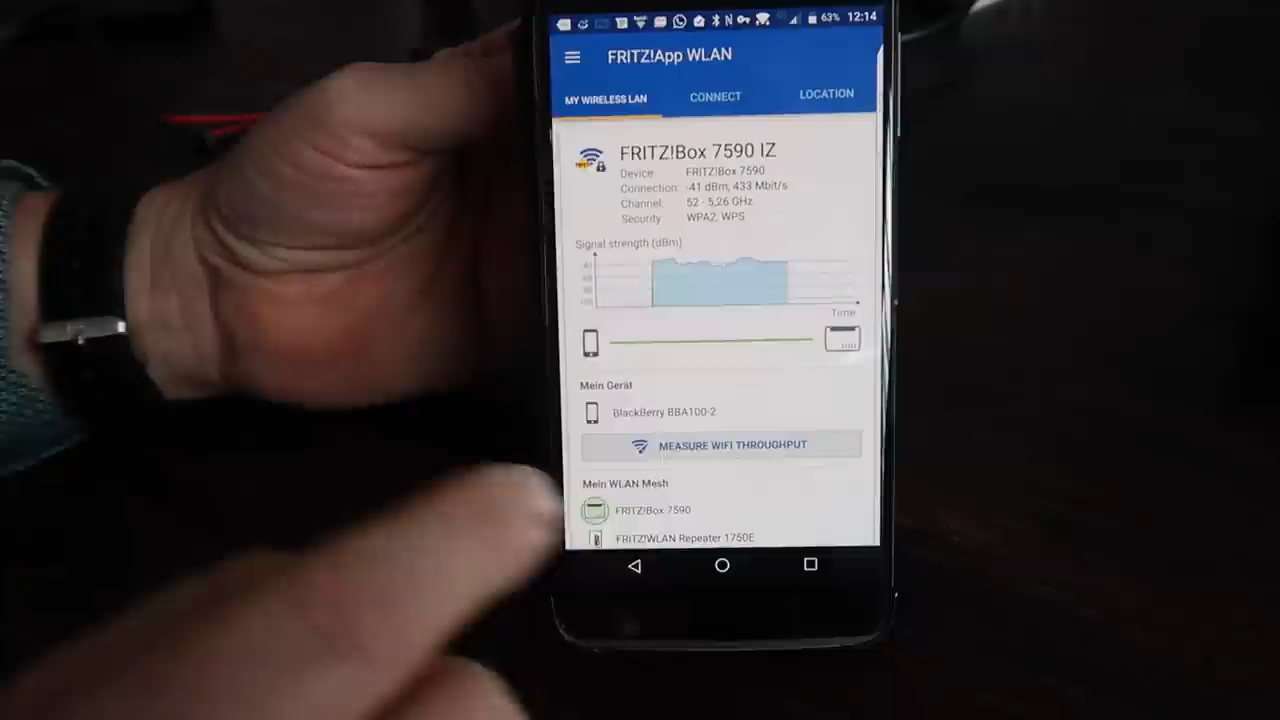 63% 12:14
FRITZ!App WLAN
MY WIRELESS LAN CONNECT LOCATION
FRITZ!Box 7590 IZ
Device: FRITZ!Box 7590
Connection: -41 dBm, 433 Mbit/s
Channel: 52 - 5,26 GHz
Security WPA2, WPS
Signal strength (dBm)
Time
Mein Gerät
BlackBerry BBA100-2
MEASURE WIFI THROUGHPUT
Mein WLAN Mesh
FRITZ!Box 7590
FRITZ!WLAN Repeater 1750E